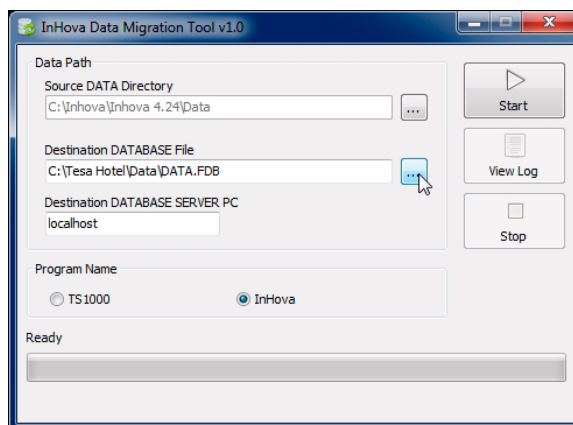 InHova Data Migration Tool v1.0
Data Path
Source DATA Directory
C:\Inhova\Inhova 4.24\Data
...
Start
Destination DATABASE File
C:\Tesa Hotel\Data\DATA.FDB
...
View Log
Destination DATABASE SERVER PC
localhost
Stop
Program Name
TS1000
InHova
Ready